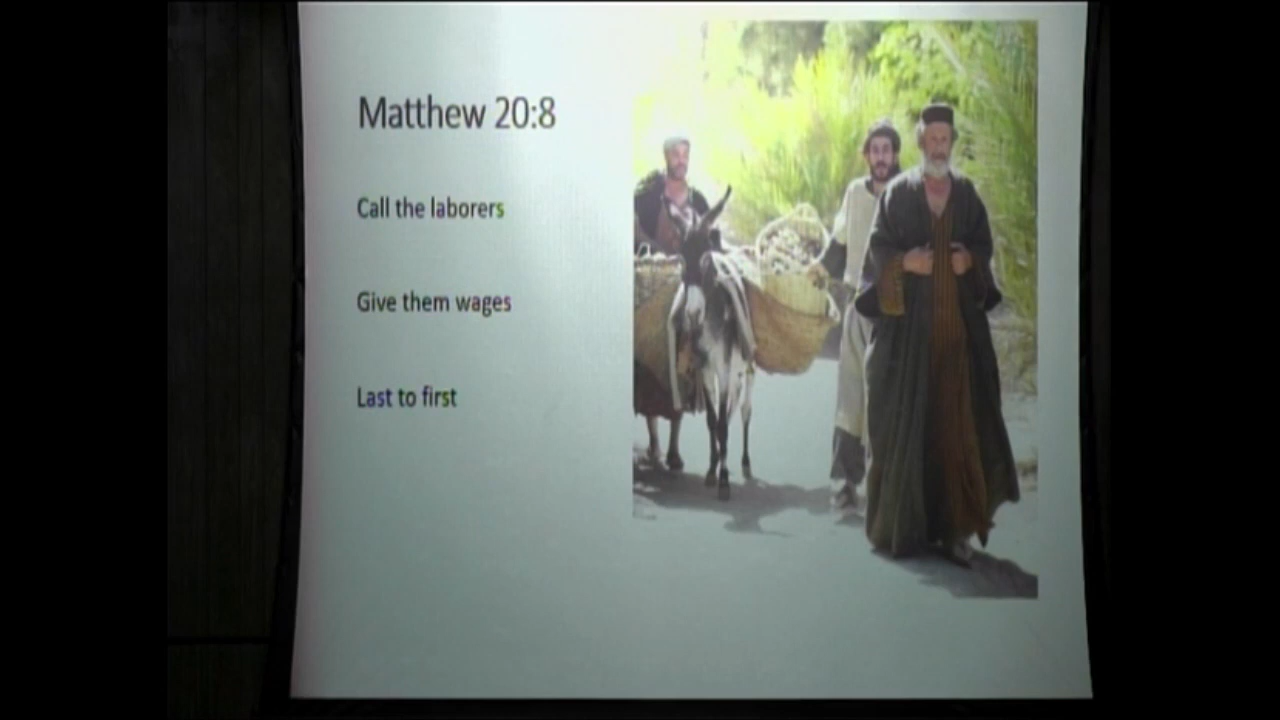 Matthew 20:8
Call the laborers
Give them wages
Last to first